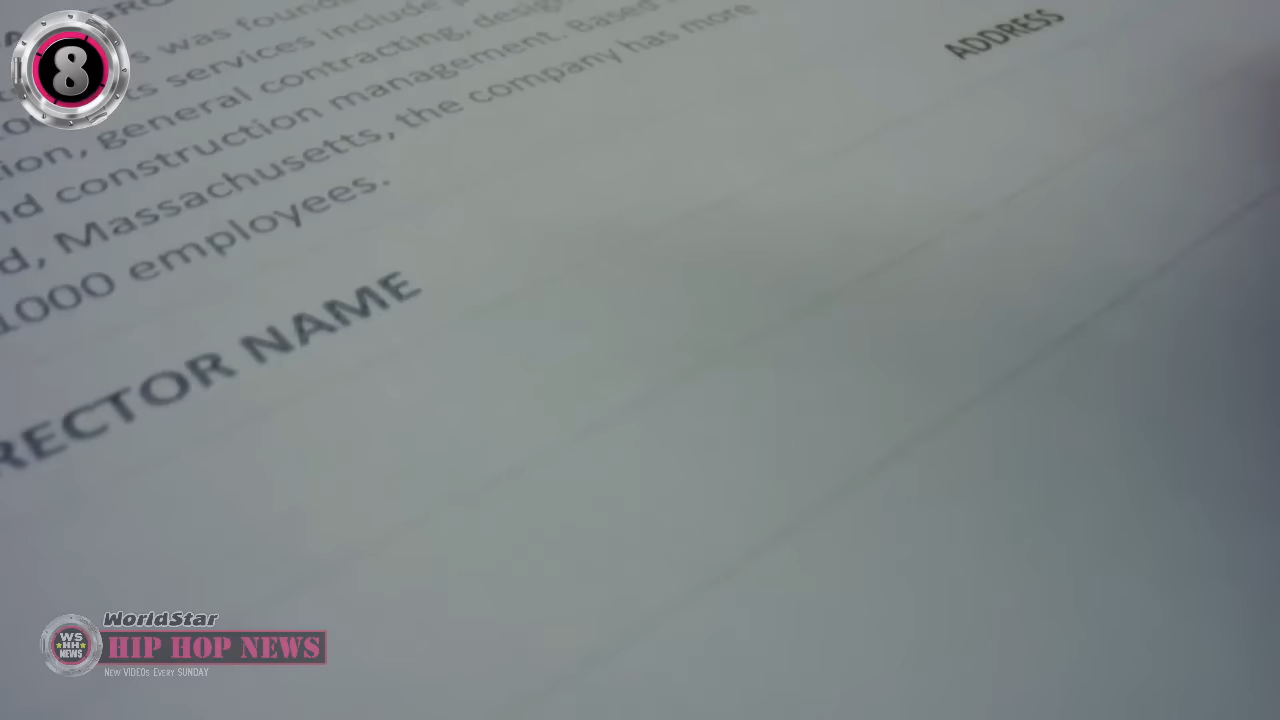 8
was found
services include
general contracting, desig
construction management. Based
Massachusetts, the company has more
1000 employees.
RECTOR NAME
ADDRESS
WorldStar
WS
HH
NEWS
HIP HOP NEWS
New VIDEOs Every SUNDAY